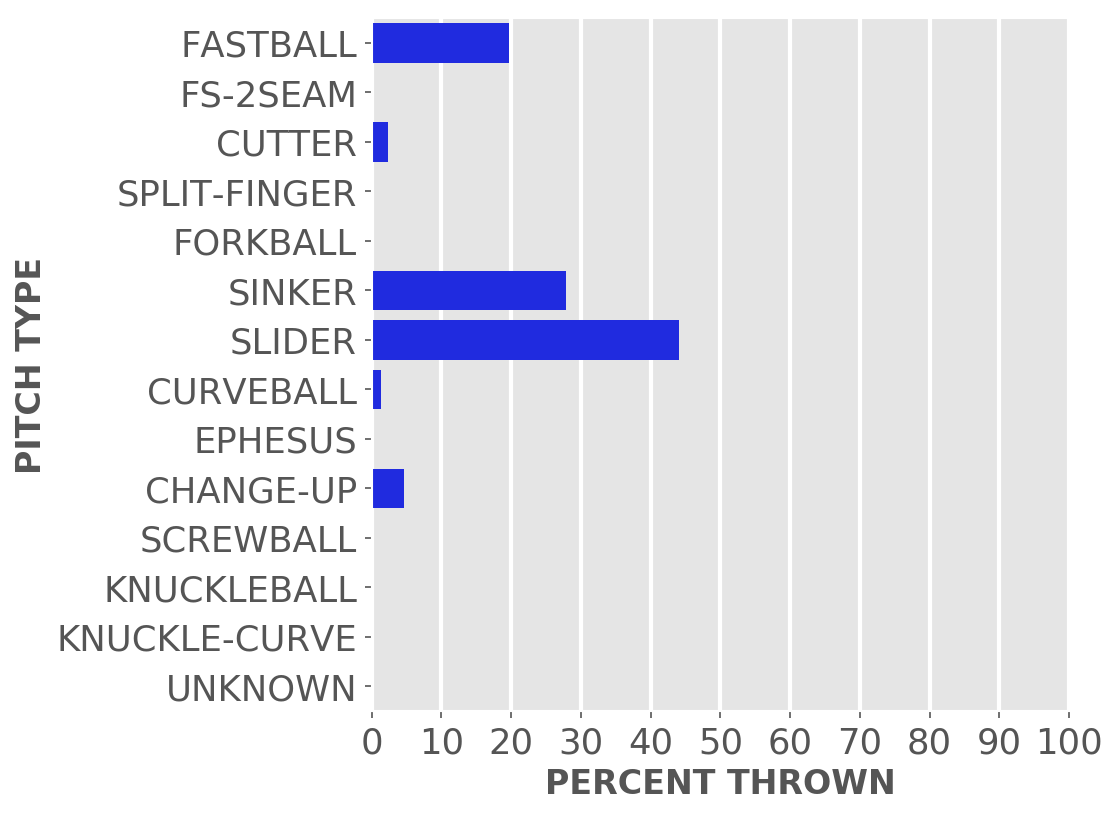 FASTBALL
FS-2SEAM
CUTTER
SPLIT-FINGER
FORKBALL
SINKER
SLIDER
CURVEBALL
EPHESUS
CHANGE-UP
SCREWBALL
KNUCKLEBALL
KNUCKLE-CURVE
UNKNOWN
PITCH TYPE
0 10 20 30 40 50 60 70 80 90 100
PERCENT THROWN